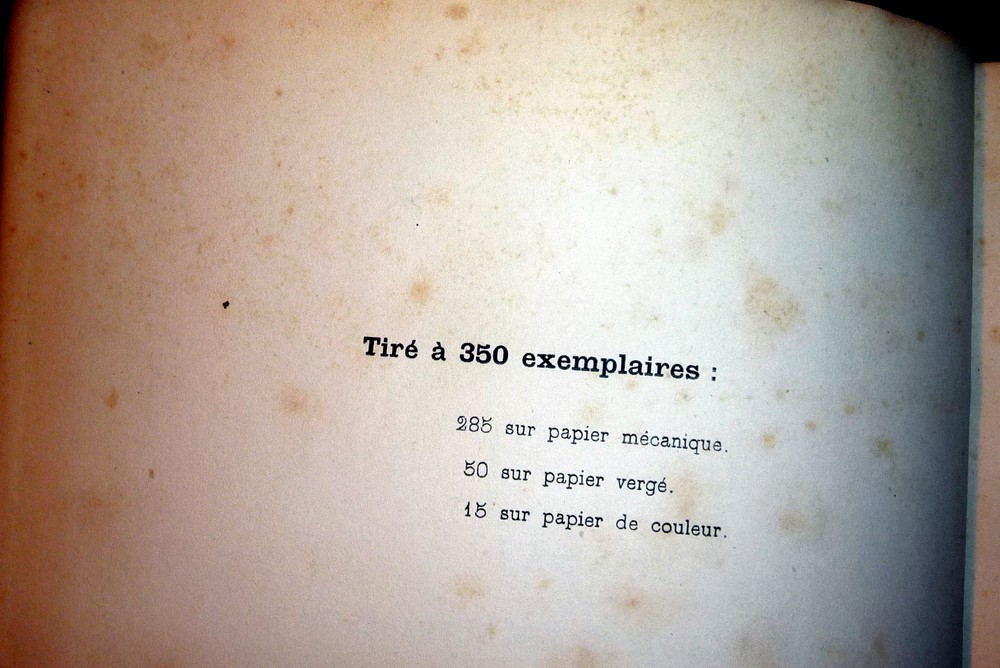 Tiré à 350 exemplaires :
285 sur papier mécanique.
50 sur papier vergé.
15 sur papier de couleur.